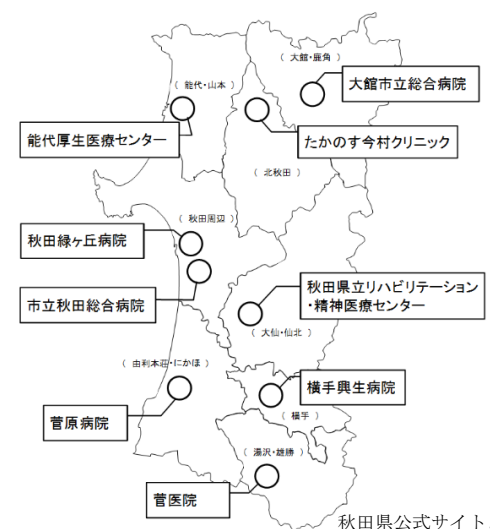 （ 大館・鹿角 ）
大館市立総合病院
（ 能代・山本 ）
能代厚生医療センター
たかのす今村クリニック
（ 北秋田 ）
（ 秋田周辺 ）
秋田緑ヶ丘病院
市立秋田総合病院
秋田県立リハビリテーション
・精神医療センター
（ 大仙・仙北 ）
（ 由利本荘・にかほ ）
菅原病院
横手興生病院
（ 横手 ）
（ 湯沢・雄勝 ）
菅医院
秋田県公式サイト